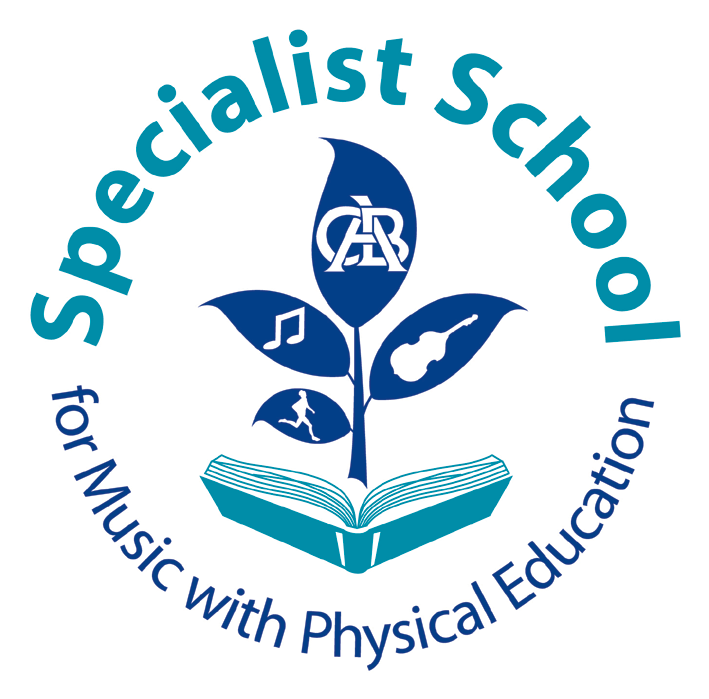 Specialist School
for Music with Physical Education